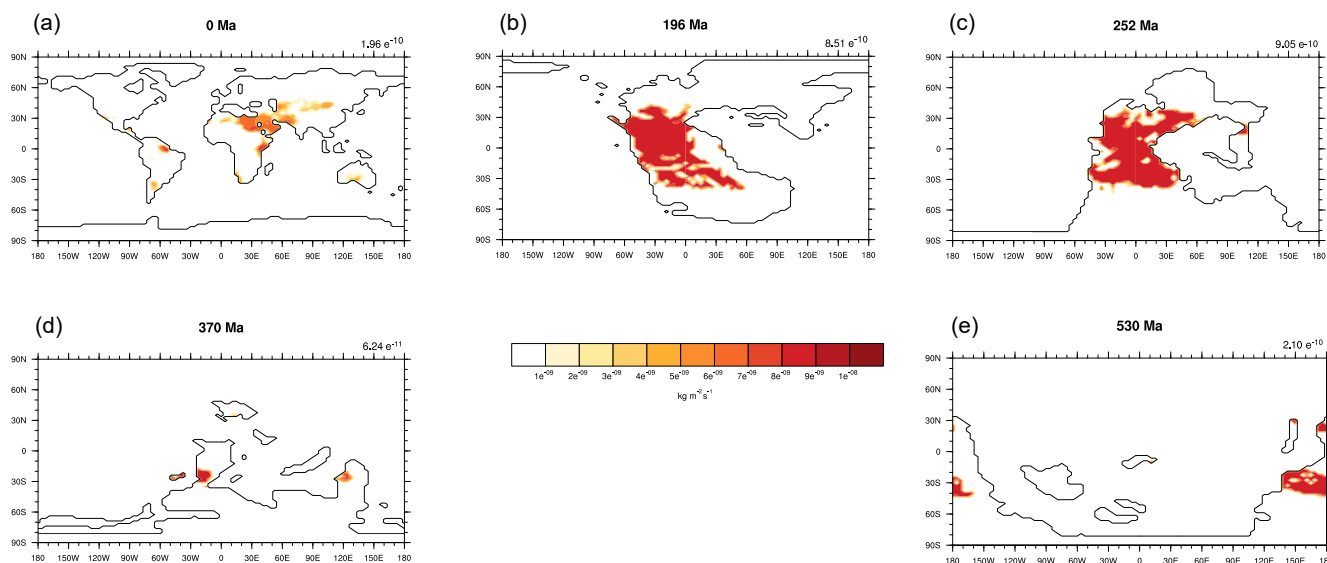 (a)
0 Ma
1.96 e⁻¹⁰
90N
60N
30N
0
30S
60S
90S
180 150W 120W 90W 60W 30W 0 30E 60E 90E 120E 150E 180
(b)
196 Ma
8.51 e⁻¹⁰
90N
60N
30N
0
30S
60S
90S
180 150W 120W 90W 60W 30W 0 30E 60E 90E 120E 150E 180
(c)
252 Ma
9.05 e⁻¹⁰
90N
60N
30N
0
30S
60S
90S
180 150W 120W 90W 60W 30W 0 30E 60E 90E 120E 150E 180
(d)
370 Ma
6.24 e⁻¹¹
90N
60N
30N
0
30S
60S
90S
180 150W 120W 90W 60W 30W 0 30E 60E 90E 120E 150E 180
1e⁻⁰⁹ 2e⁻⁰⁹ 3e⁻⁰⁹ 4e⁻⁰⁹ 5e⁻⁰⁹ 6e⁻⁰⁹ 7e⁻⁰⁹ 8e⁻⁰⁹ 9e⁻⁰⁹ 1e⁻⁰⁸
kg m⁻² s⁻¹
(e)
530 Ma
2.10 e⁻¹⁰
90N
60N
30N
0
30S
60S
90S
180 150W 120W 90W 60W 30W 0 30E 60E 90E 120E 150E 180